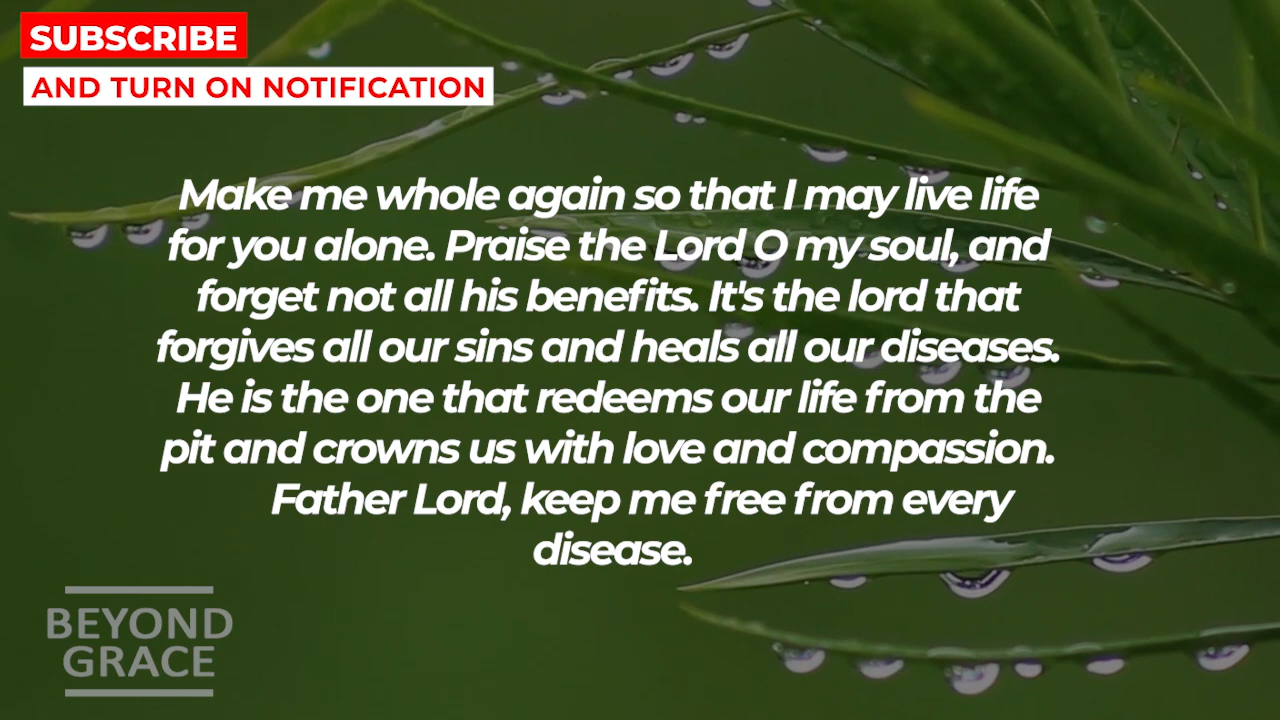 SUBSCRIBE
AND TURN ON NOTIFICATION
Make me whole again so that I may live life
for you alone. Praise the Lord O my soul, and
forget not all his benefits. It's the lord that
forgives all our sins and heals all our diseases.
He is the one that redeems our life from the
pit and crowns us with love and compassion.
Father Lord, keep me free from every
disease.
BEYOND
GRACE